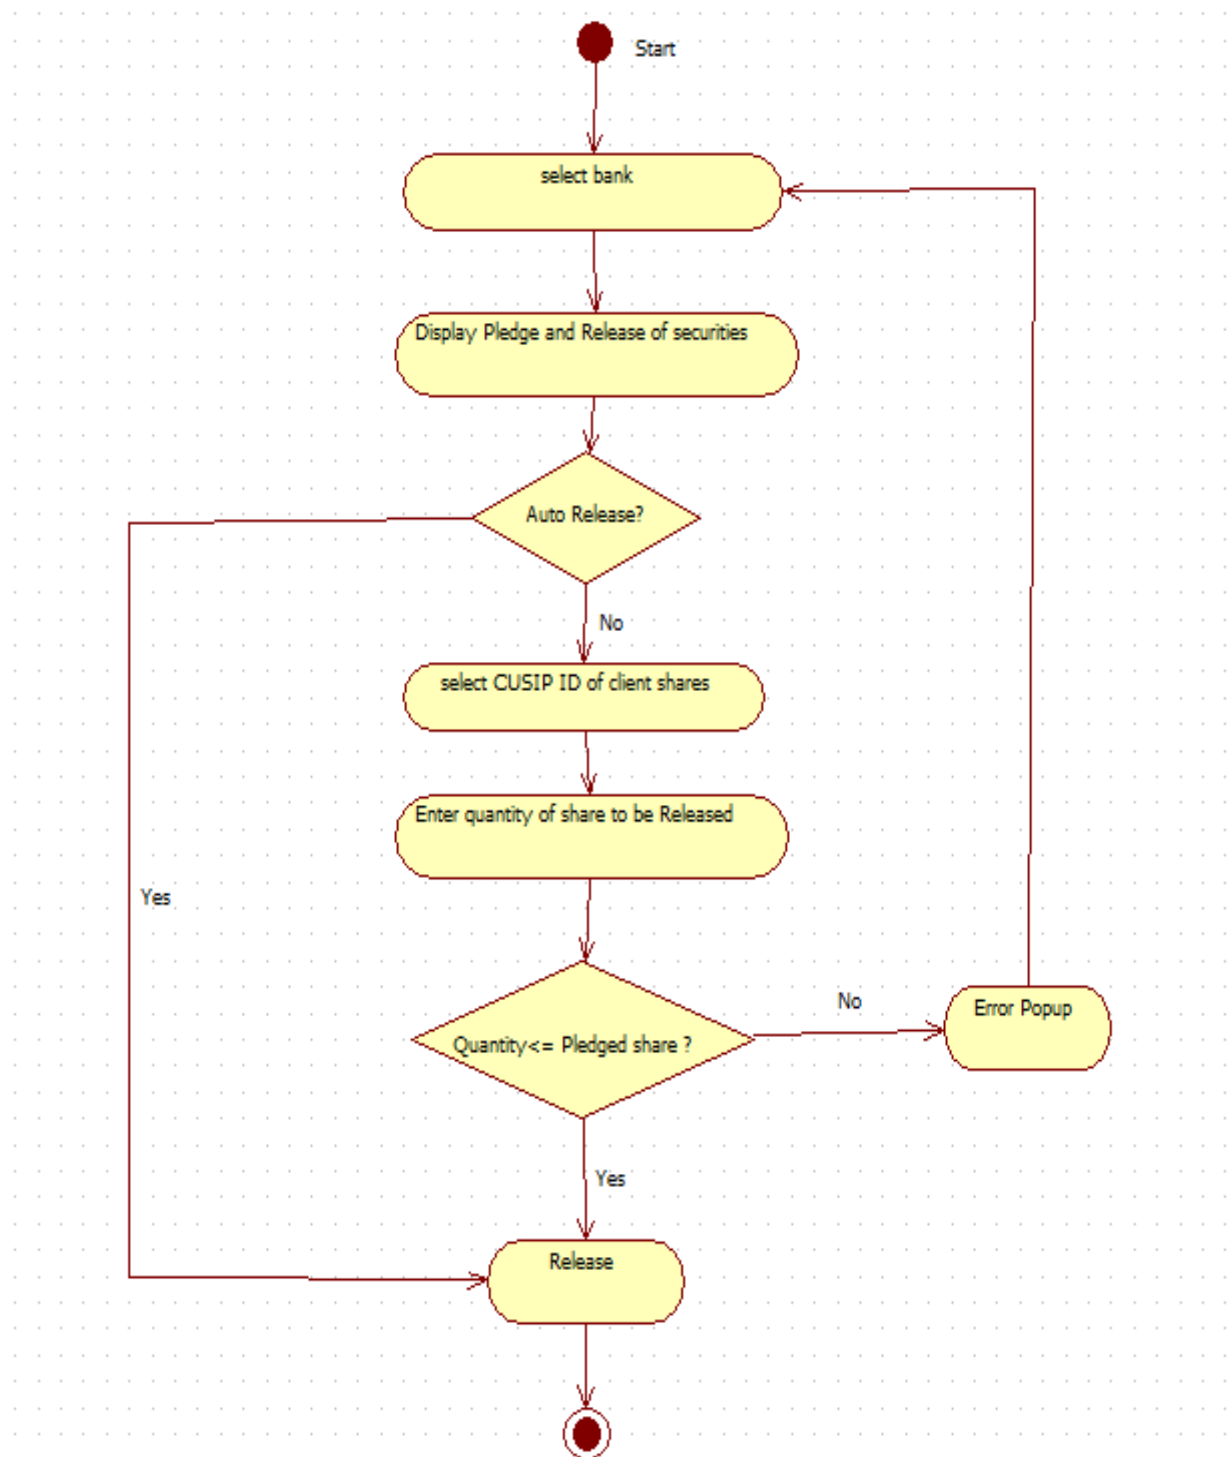 Start
select bank
Display Pledge and Release of securities
Auto Release?
No
select CUSIP ID of client shares
Enter quantity of share to be Released
Yes
No
Error Popup
Quantity<= Pledged share ?
Yes
Release